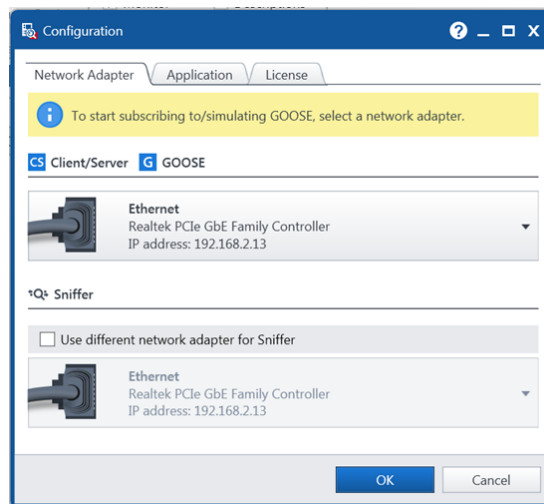 Configuration
Network Adapter Application License
To start subscribing to/simulating GOOSE, select a network adapter.
CS Client/Server G GOOSE
Ethernet
Realtek PCIe GbE Family Controller
IP address: 192.168.2.13
Sniffer
Use different network adapter for Sniffer
Ethernet
Realtek PCIe GbE Family Controller
IP address: 192.168.2.13
OK Cancel